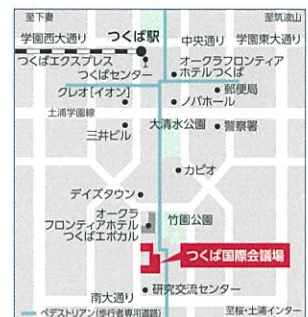 至下妻
至筑波山
学園西大通り
つくば駅
中央通り
学園東大通り
つくばエクスプレス
つくばセンター
オークラフロンティア
ホテルつくば
クレオ[イオン]
郵便局
ノバホール
土浦学園線
三井ビル
大清水公園
警察署
カピオ
デイズタウン
オークラ
フロンティアホテル
つくばエポカル
竹園公園
つくば国際会議場
研究交流センター
南大通り
ペデストリアン(歩行者専用道路)
至桜・土浦インター